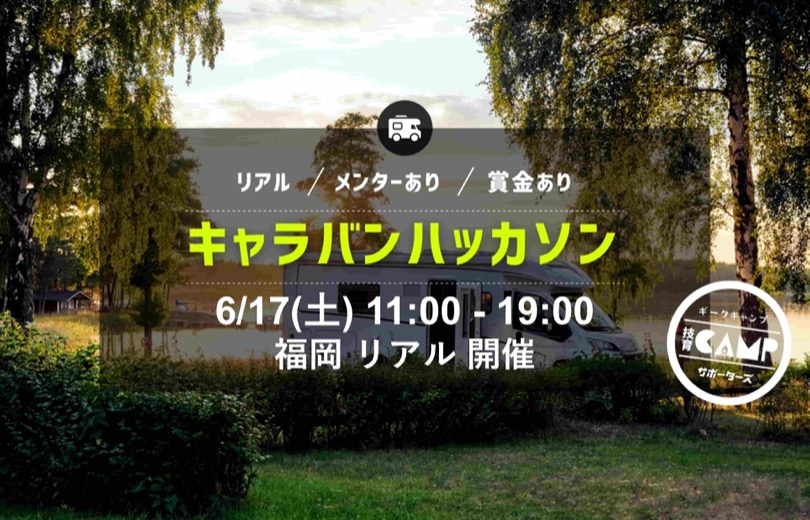 リアル / メンターあり / 賞金あり
キャラバンハッカソン
6/17(土) 11:00 - 19:00
福岡 リアル 開催
ギークキャンプ
技育
CAMP
サポーターズ